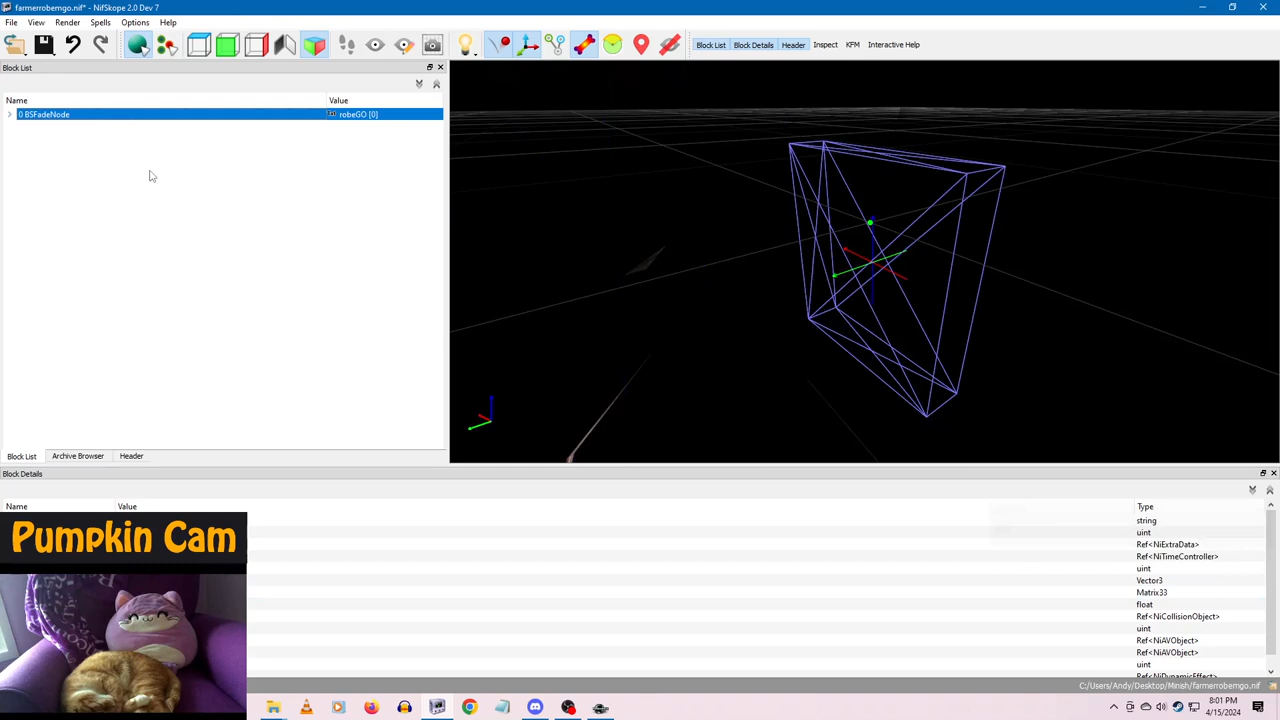 farmerrobemgo.nif* - NifSkope 2.0 Dev 7
File View Render Spells Options Help
Block List Block Details Header Inspect KFM Interactive Help
Block List
Name Value
0 BSFadeNode robeGO [0]
Block List Archive Browser Header
Block Details
Name Value Type
string
uint
Ref<NiExtraData>
Ref<NiTimeController>
uint
Vector3
Matrix33
float
Ref<NiCollisionObject>
uint
Ref<NiAVObject>
Ref<NiAVObject>
uint
Ref<NiDynamicEffect>
Pumpkin Cam
C:/Users/Andy/Desktop/Minish/farmerrobemgo.nif
8:01 PM
4/15/2024